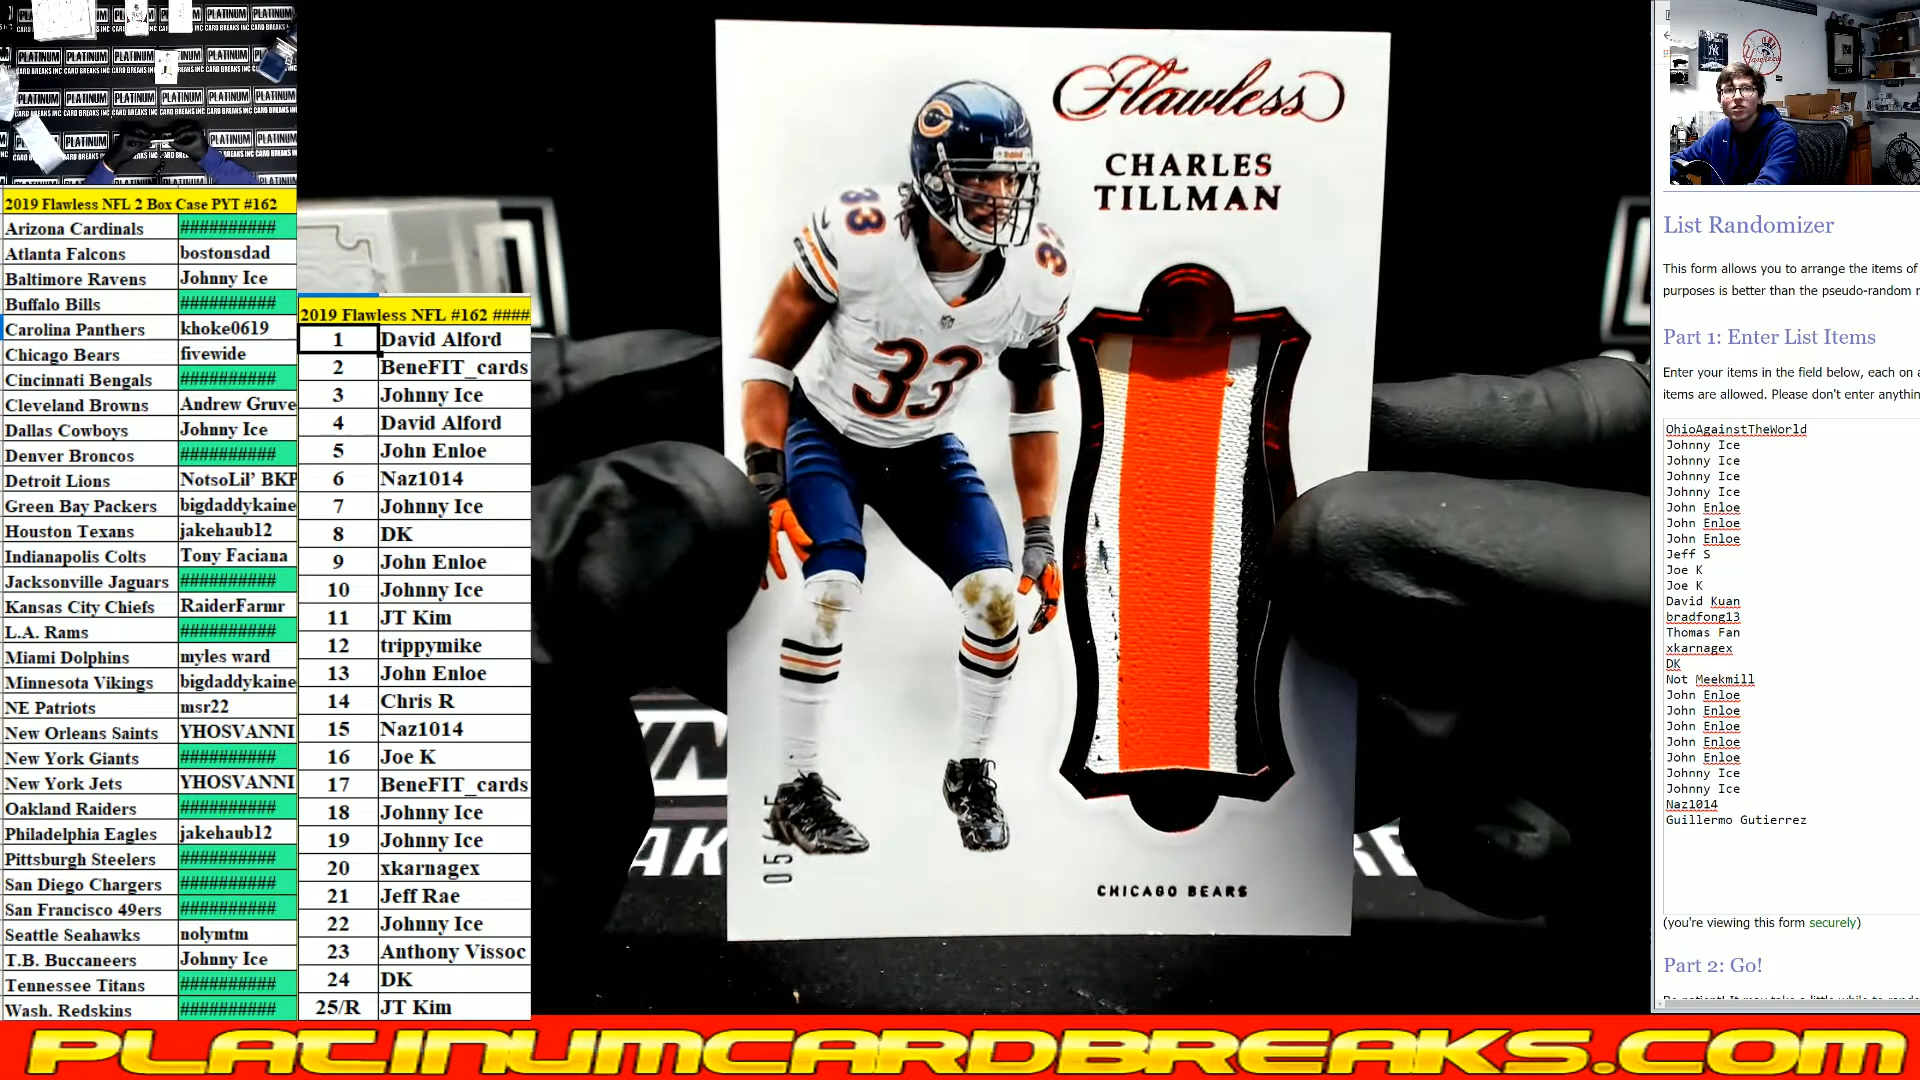 2019 Flawless NFL 2 Box Case PYT #162
Arizona Cardinals ##########
Atlanta Falcons bostonsdad
Baltimore Ravens Johnny Ice
Buffalo Bills ##########
Carolina Panthers khoke0619
Chicago Bears fivewide
Cincinnati Bengals ##########
Cleveland Browns Andrew Gruve
Dallas Cowboys Johnny Ice
Denver Broncos ##########
Detroit Lions NotsoLil' BKP
Green Bay Packers bigdaddykaine
Houston Texans jakehaub12
Indianapolis Colts Tony Faciana
Jacksonville Jaguars ##########
Kansas City Chiefs RaiderFarmr
L.A. Rams ##########
Miami Dolphins myles ward
Minnesota Vikings bigdaddykaine
NE Patriots msr22
New Orleans Saints YHOSVANNI
New York Giants ##########
New York Jets YHOSVANNI
Oakland Raiders ##########
Philadelphia Eagles jakehaub12
Pittsburgh Steelers ##########
San Diego Chargers ##########
San Francisco 49ers ##########
Seattle Seahawks nolymtm
T.B. Buccaneers Johnny Ice
Tennessee Titans ##########
Wash. Redskins ##########
2019 Flawless NFL #162 ####
1 David Alford
2 BeneFIT_cards
3 Johnny Ice
4 David Alford
5 John Enloe
6 Naz1014
7 Johnny Ice
8 DK
9 John Enloe
10 Johnny Ice
11 JT Kim
12 trippymike
13 John Enloe
14 Chris R
15 Naz1014
16 Joe K
17 BeneFIT_cards
18 Johnny Ice
19 Johnny Ice
20 xkarnagex
21 Jeff Rae
22 Johnny Ice
23 Anthony Vissoc
24 DK
25/R JT Kim
Flawless
CHARLES
TILLMAN
33
33
33
CHICAGO BEARS
List Randomizer
This form allows you to arrange the items of
purposes is better than the pseudo-random
Part 1: Enter List Items
Enter your items in the field below, each on
items are allowed. Please don't enter
OhioAgainstTheWorld
Johnny Ice
Johnny Ice
Johnny Ice
Johnny Ice
John Enloe
John Enloe
John Enloe
Jeff S
Joe K
Joe K
David Kuan
bradfong13
Thomas Fan
xkarnagex
DK
Not Meekmill
John Enloe
John Enloe
John Enloe
John Enloe
John Enloe
Johnny Ice
Johnny Ice
Naz1014
Guillermo Gutierrez
(you're viewing this form securely)
Part 2: Go!
PLATINUMCARDBREAKS.COM